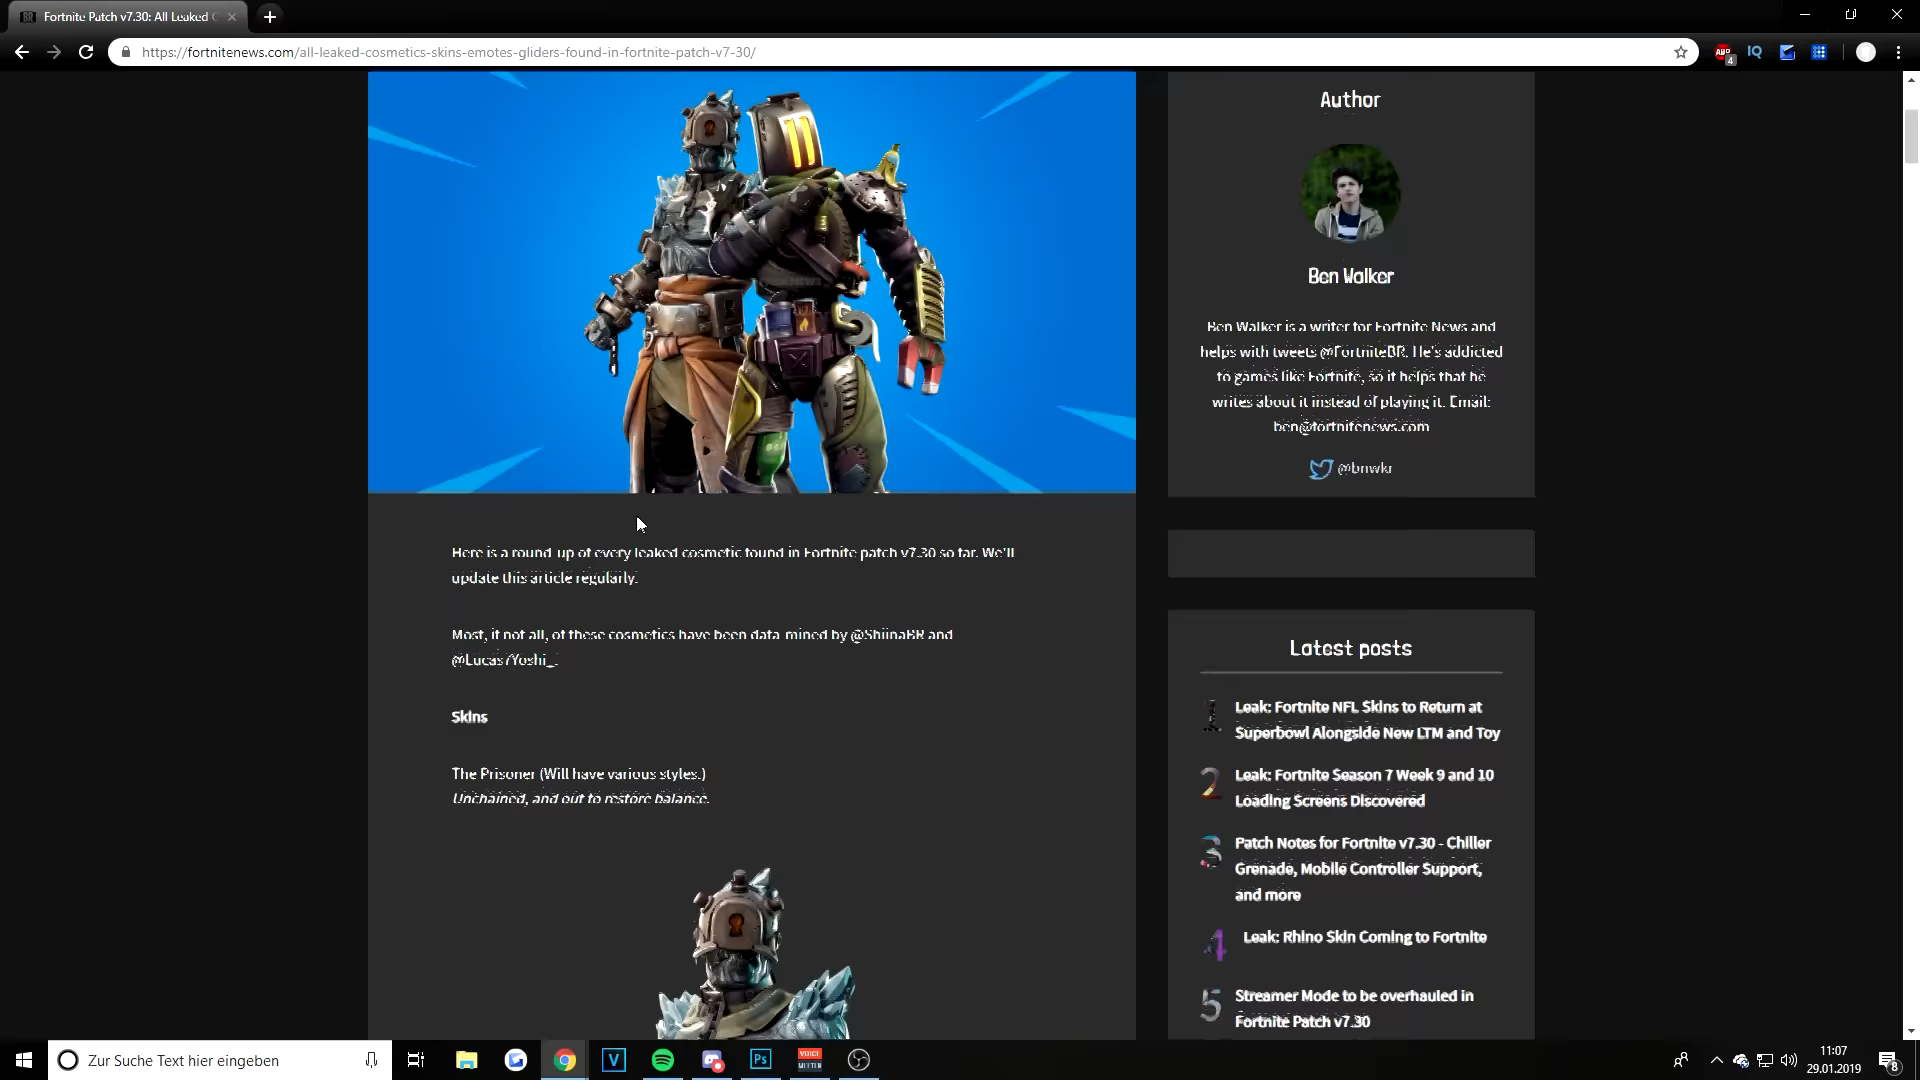 Fortnite Patch v7.30: All Leaked
https://fortnitenews.com/all-leaked-cosmetics-skins-emotes-gliders-found-in-fortnite-patch-v7-30/
ABP
4
IQ
Here is a round-up of every leaked cosmetic found in Fortnite patch v7.30 so far. We'll
update this article regularly.
Most, if not all, of these cosmetics have been data-mined by @ShiinaBR and
@Lucas7Yoshi_.
Skins
The Prisoner (Will have various styles.)
Unchained, and out to restore balance.
Author
Ben Walker
Ben Walker is a writer for Fortnite News and
helps with tweets @FortniteBR. He's addicted
to games like Fortnite, so it helps that he
writes about it instead of playing it. Email:
ben@fortnitenews.com
@bnwkr
Latest posts
1
Leak: Fortnite NFL Skins to Return at
Superbowl Alongside New LTM and Toy
2
Leak: Fortnite Season 7 Week 9 and 10
Loading Screens Discovered
3
Patch Notes for Fortnite v7.30 - Chiller
Grenade, Mobile Controller Support,
and more
4
Leak: Rhino Skin Coming to Fortnite
5
Streamer Mode to be overhauled in
Fortnite Patch v7.30
Zur Suche Text hier eingeben
V
Ps
VOICE
11:07
29.01.2019
8